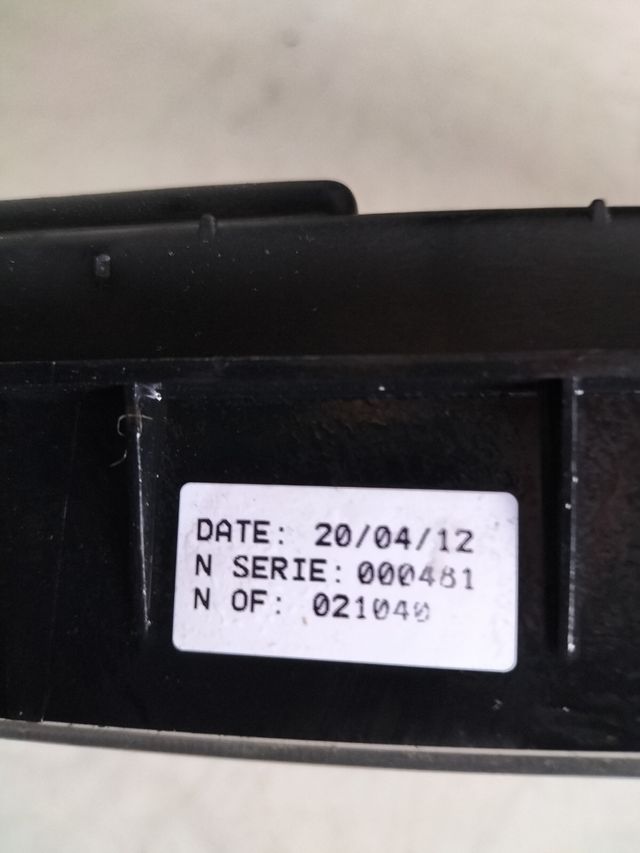 DATE: 20/04/12
N SERIE: 000481
N OF: 021040